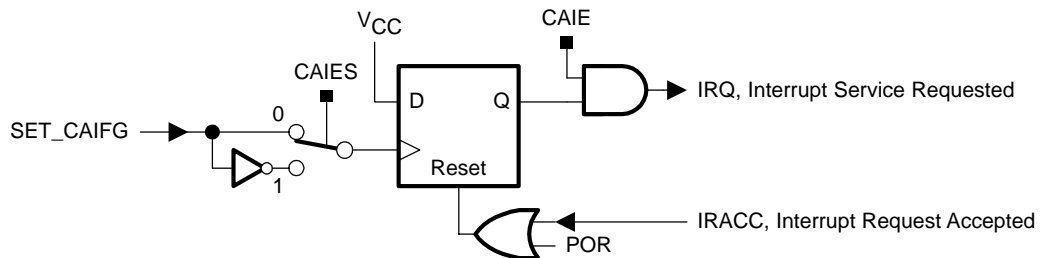 VCC
CAIE
CAIES
D
Q
IRQ, Interrupt Service Requested
0
SET_CAIFG
Reset
1
IRACC, Interrupt Request Accepted
POR